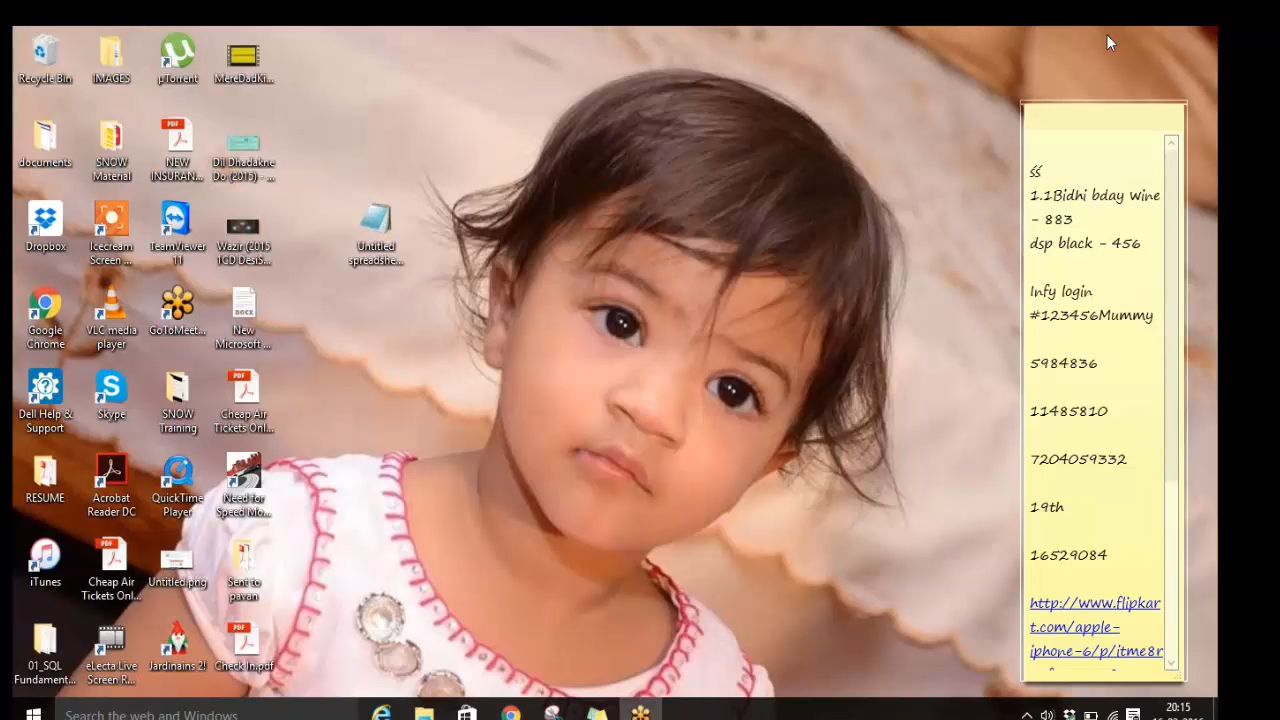 Recycle Bin
IMAGES
µTorrent
MereDadKi...
documents
SNOW
Material
NEW
INSURAN...
Dil Dhadakne
Do (2015) - ...
Dropbox
Icecream
Screen ...
TeamViewer
11
Wazir (2015
1CD DesiS...
Untitled
spreadshe...
Google
Chrome
VLC media
player
GoToMeet...
New
Microsoft ...
Dell Help &
Support
Skype
SNOW
Training
Cheap Air
Tickets Onl...
RESUME
Acrobat
Reader DC
QuickTime
Player
Need for
Speed Mo...
iTunes
Cheap Air
Tickets Onl...
Untitled.png
Sent to
pavan
01_SQL
Fundament...
eLecta Live
Screen R...
Jardinains 2!
Check In.pdf
1.1Bidhi bday Wine
- 883
dsp black - 456
Infy login
#123456Mummy
5984836
11485810
7204059332
19th
16529084
http://www.flipkar
t.com/apple-
iphone-6/p/itme8r
Search the web and Windows
20:15